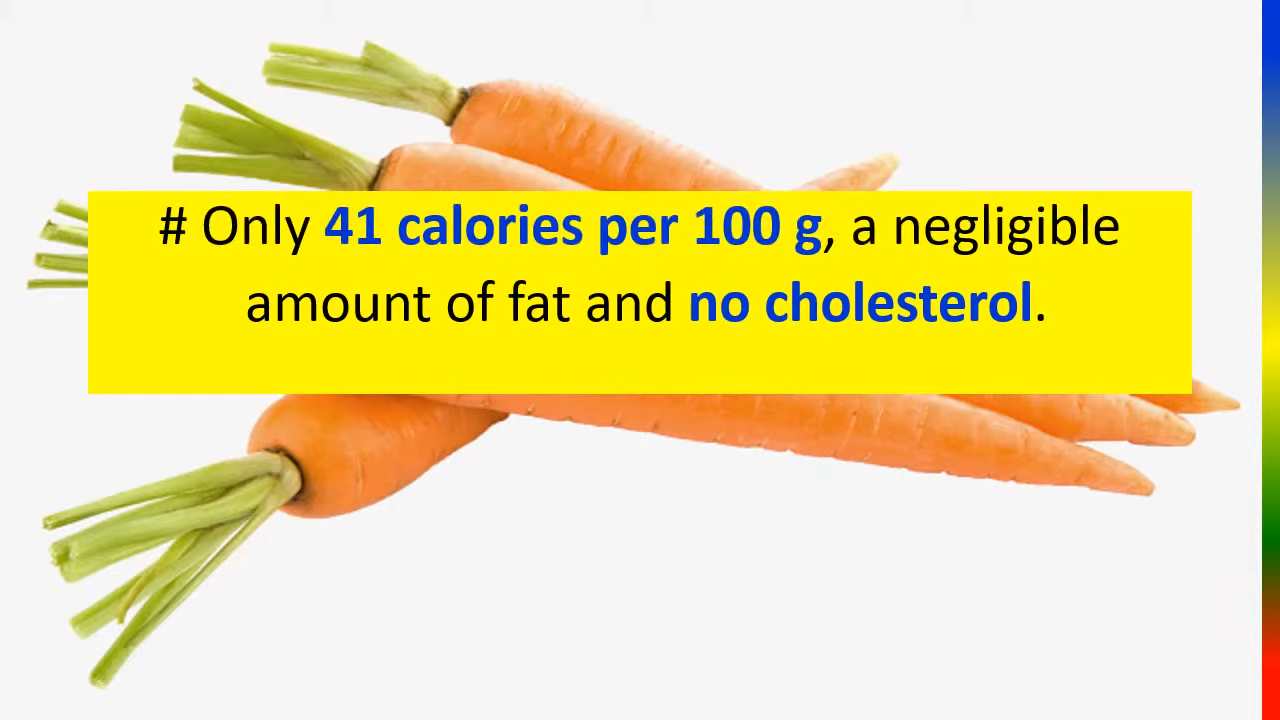 # Only 41 calories per 100 g, a negligible
amount of fat and no cholesterol.